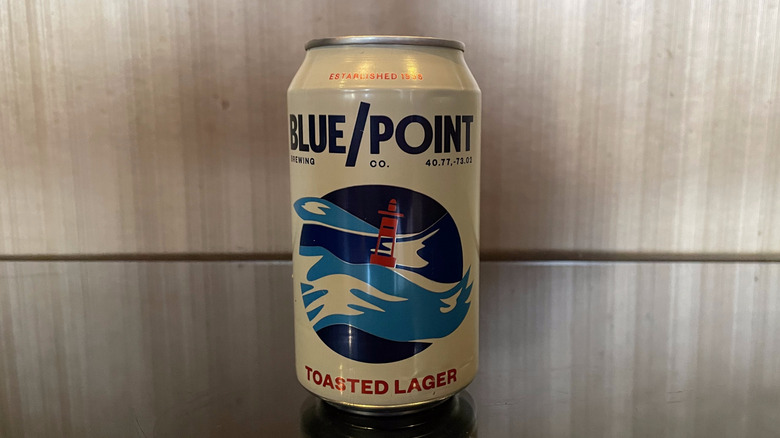 ESTABLISHED 1998
BLUE/POINT
BREWING CO. 40.77,-73.02
TOASTED LAGER